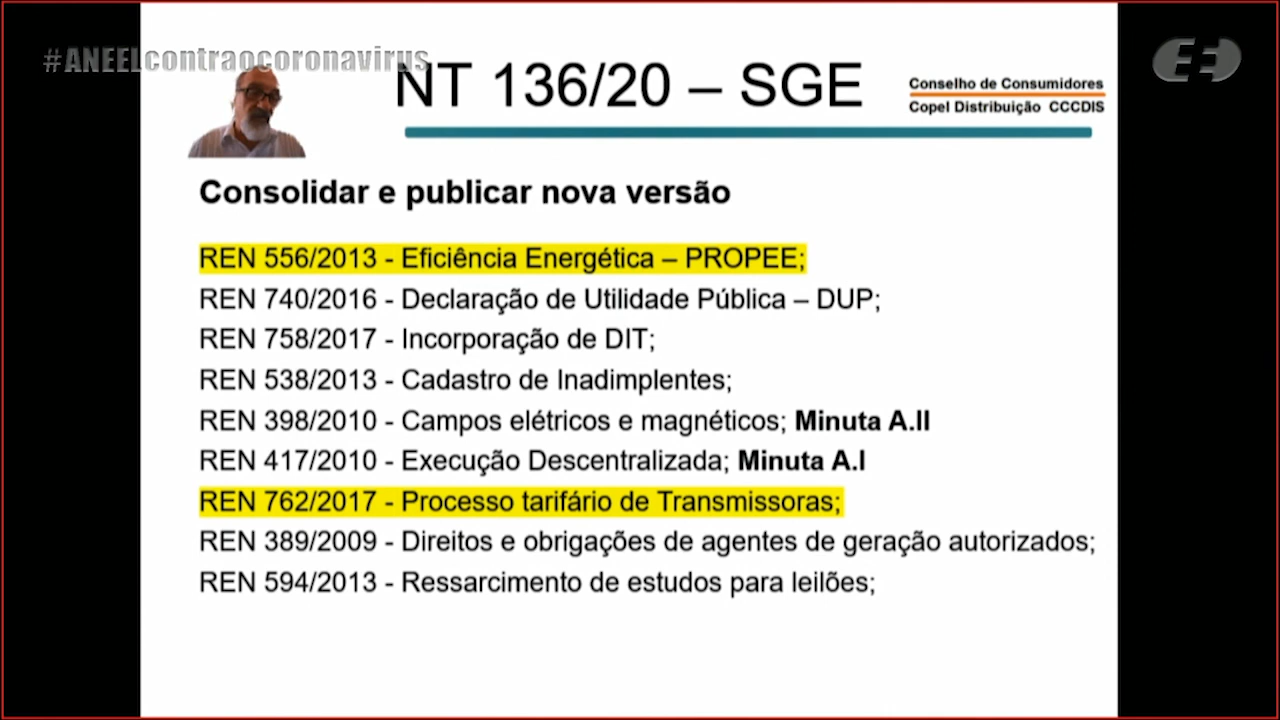 #ANEELcontraocoronavirus
NT 136/20 – SGE
Conselho de Consumidores
Copel Distribuição CCCDIS
Consolidar e publicar nova versão
REN 556/2013 - Eficiência Energética – PROPEE;
REN 740/2016 - Declaração de Utilidade Pública – DUP;
REN 758/2017 - Incorporação de DIT;
REN 538/2013 - Cadastro de Inadimplentes;
REN 398/2010 - Campos elétricos e magnéticos; Minuta A.II
REN 417/2010 - Execução Descentralizada; Minuta A.I
REN 762/2017 - Processo tarifário de Transmissoras;
REN 389/2009 - Direitos e obrigações de agentes de geração autorizados;
REN 594/2013 - Ressarcimento de estudos para leilões;